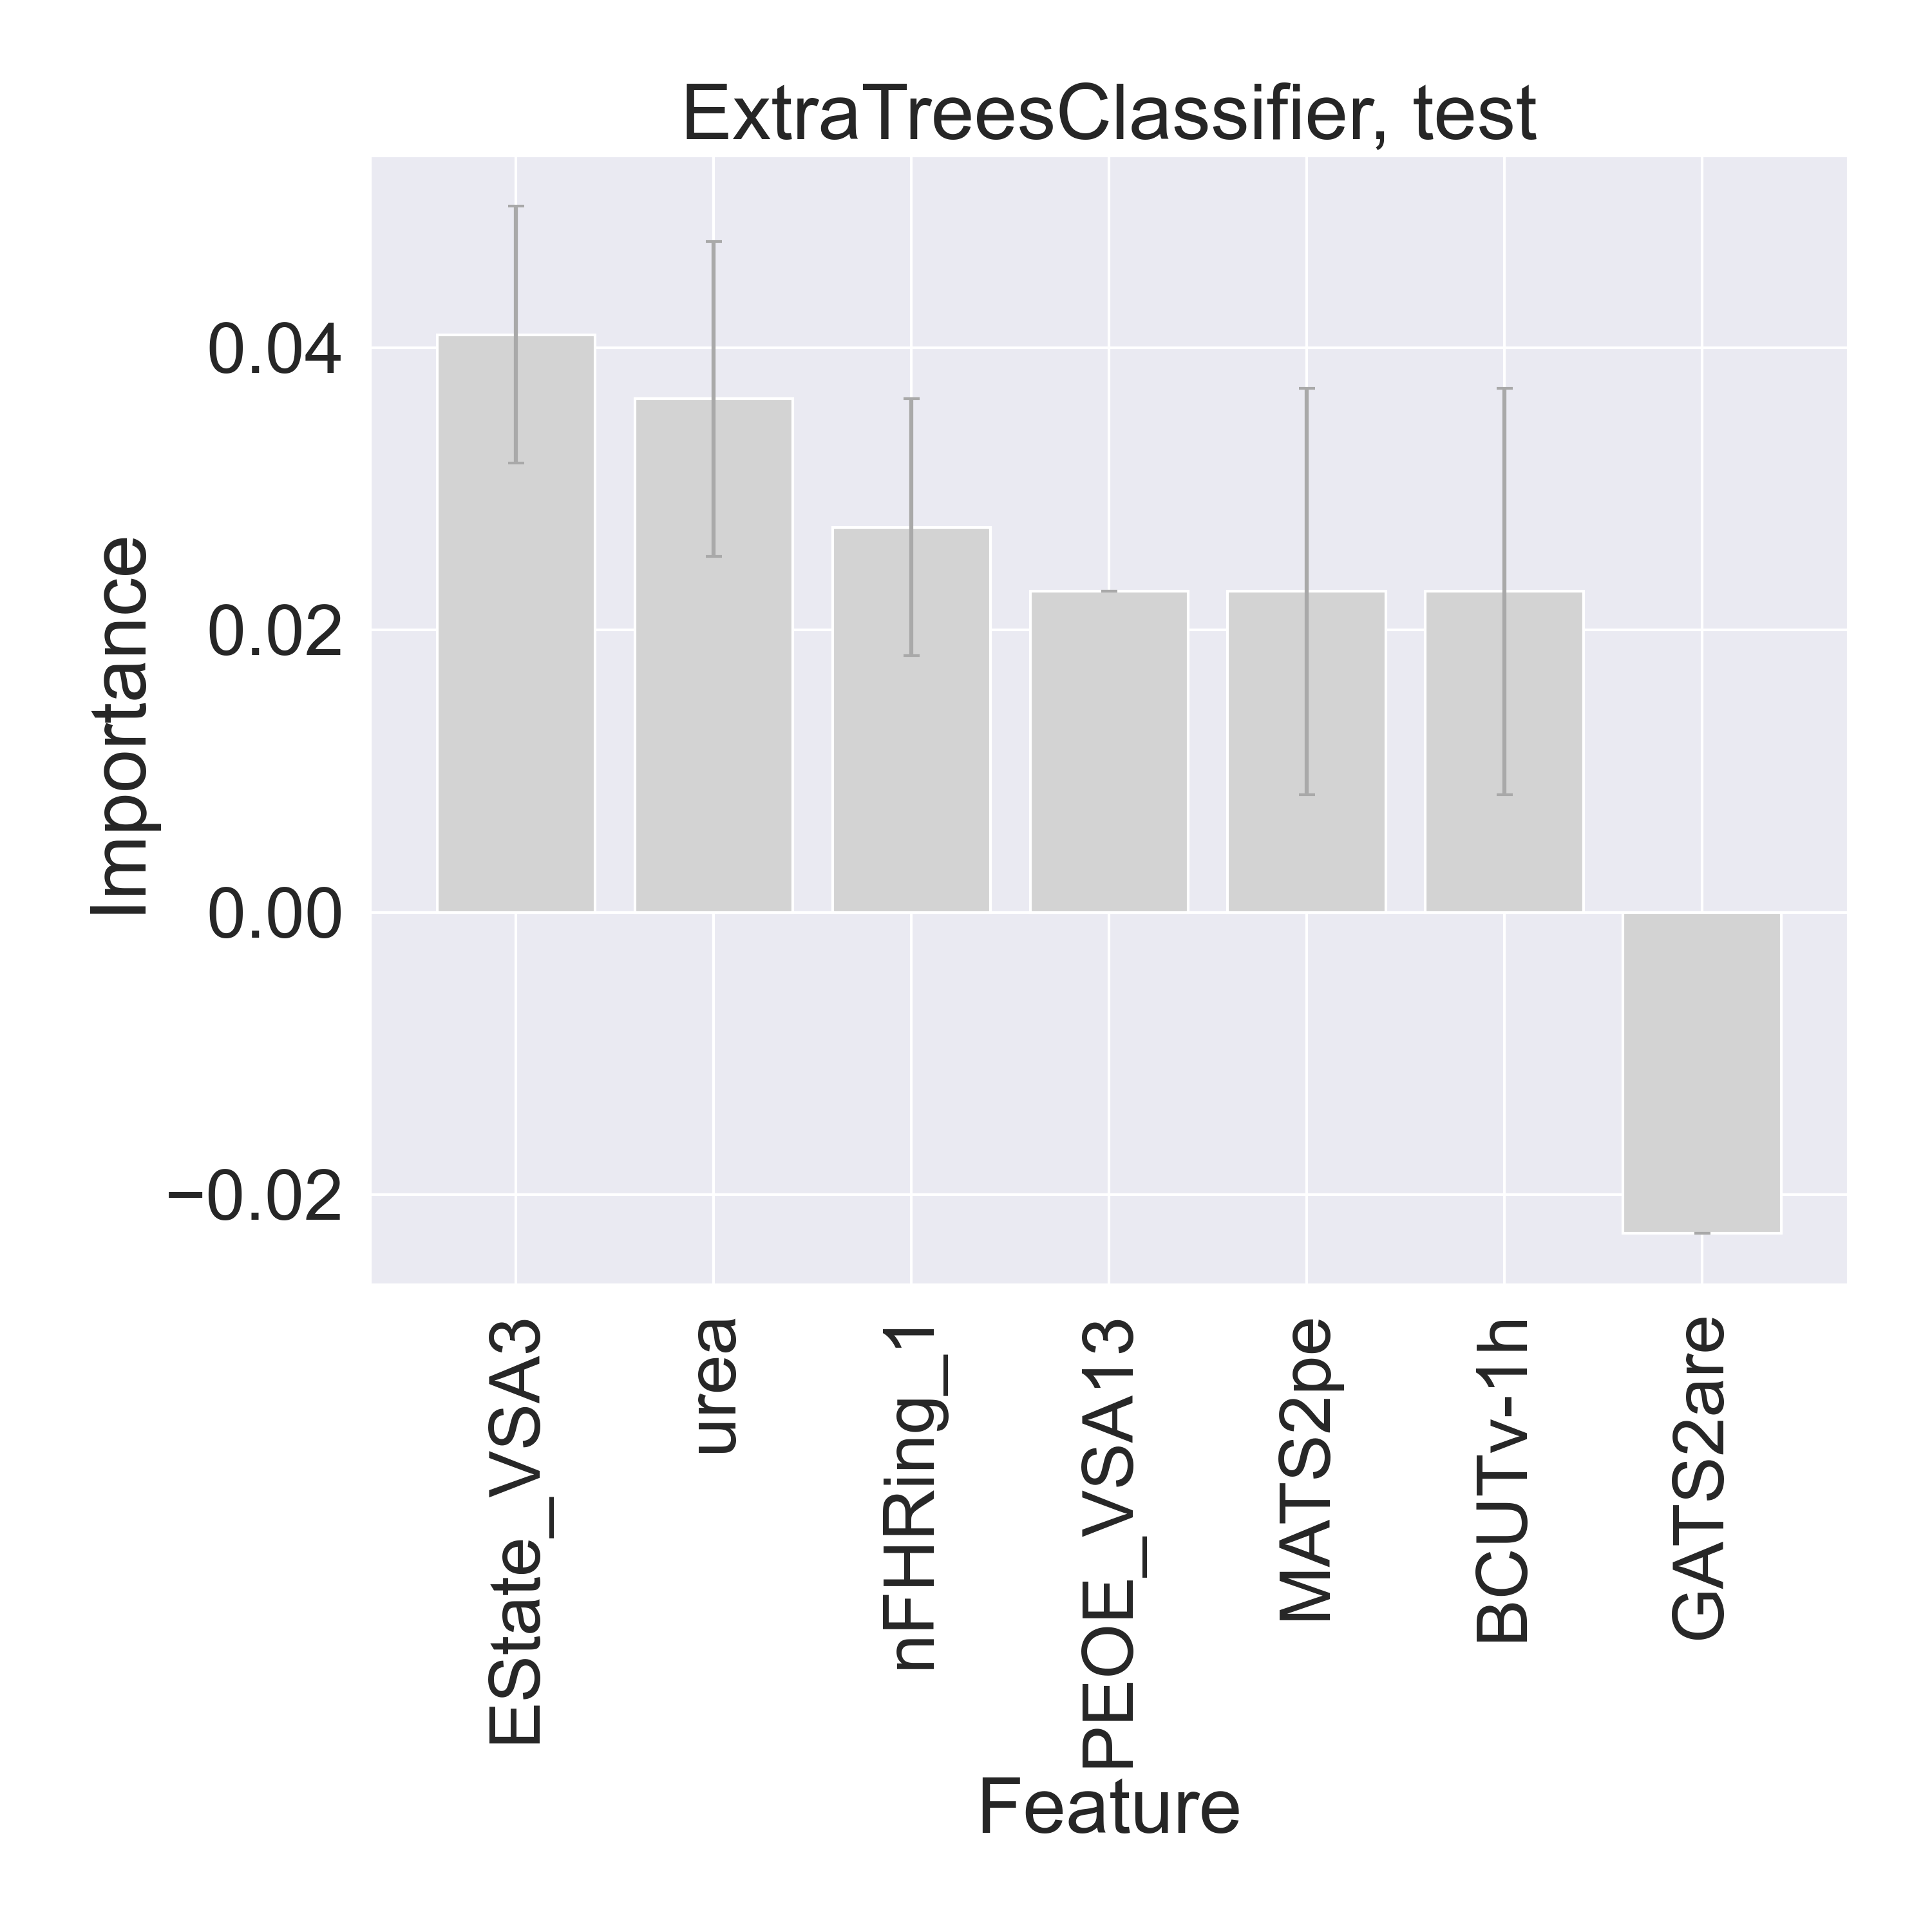 ExtraTreesClassifier, test
Importance
0.04
0.02
0.00
−0.02
EState_VSA3
urea
nFHRing_1
PEOE_VSA13
MATS2pe
BCUTv-1h
GATS2are
Feature